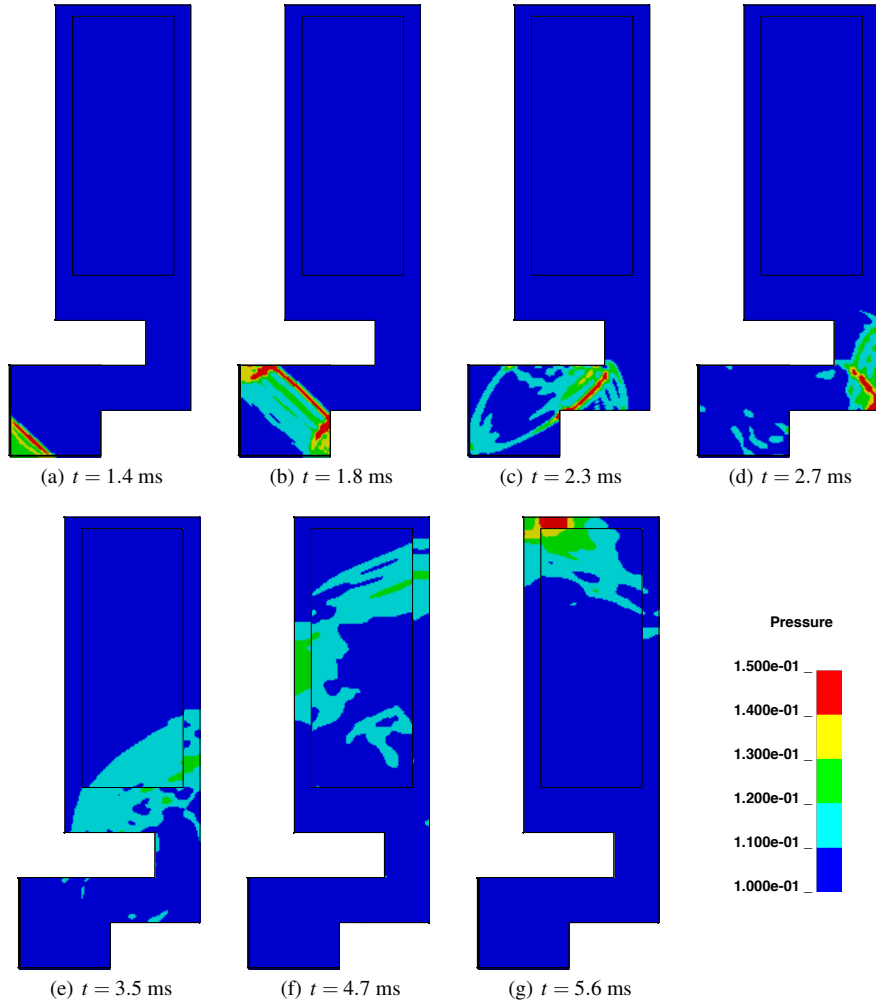 (a) t = 1.4 ms
(b) t = 1.8 ms
(c) t = 2.3 ms
(d) t = 2.7 ms
Pressure
1.500e-01 _
1.400e-01 _
1.300e-01 _
1.200e-01 _
1.100e-01 _
1.000e-01 _
(e) t = 3.5 ms
(f) t = 4.7 ms
(g) t = 5.6 ms